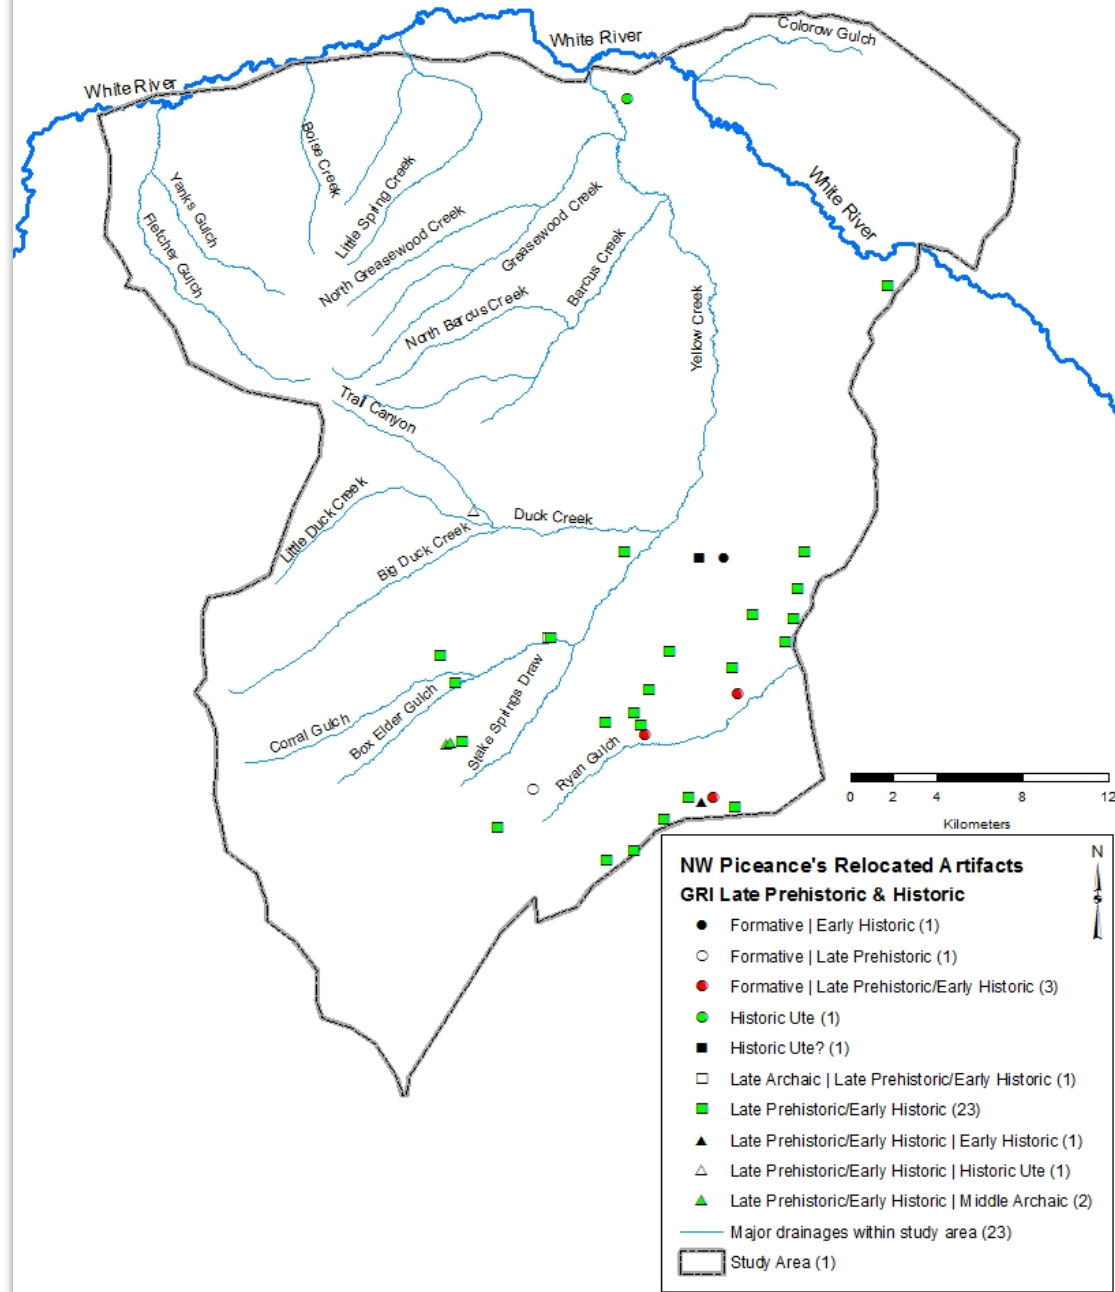 Colorow Gulch
White River
White River
Boise Creek
Little Spring Creek
Yanks Gulch
Fletcher Gulch
White River
North Greasewood Creek
Greasewood Creek
Barcus Creek
North Barcus Creek
Yellow Creek
Trail Canyon
Little Duck Creek
Duck Creek
Big Duck Creek
Stake Springs Draw
Corral Gulch
Box Elder Gulch
Ryan Gulch
0 2 4 8 12
Kilometers
N
NW Piceance's Relocated Artifacts
GRI Late Prehistoric & Historic
Formative | Early Historic (1)
Formative | Late Prehistoric (1)
Formative | Late Prehistoric/Early Historic (3)
Historic Ute (1)
Historic Ute? (1)
Late Archaic | Late Prehistoric/Early Historic (1)
Late Prehistoric/Early Historic (23)
Late Prehistoric/Early Historic | Early Historic (1)
Late Prehistoric/Early Historic | Historic Ute (1)
Late Prehistoric/Early Historic | Middle Archaic (2)
Major drainages within study area (23)
Study Area (1)